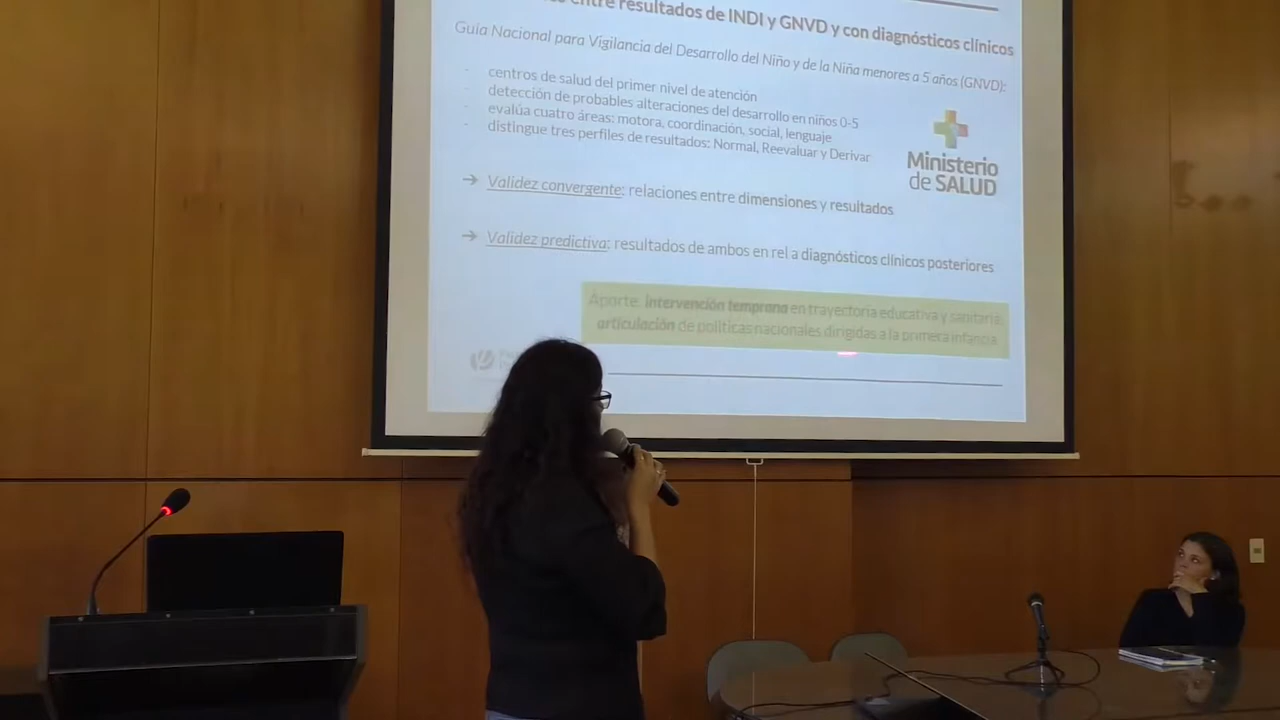 entre resultados de INDI y GNVD y con diagnósticos clínicos
Guía Nacional para Vigilancia del Desarrollo del Niño y de la Niña menores a 5 años (GNVD):
- centros de salud del primer nivel de atención
- detección de probables alteraciones del desarrollo en niños 0-5
- evalúa cuatro áreas: motora, coordinación, social, lenguaje
- distingue tres perfiles de resultados: Normal, Reevaluar y Derivar
Ministerio
de SALUD
→ Validez convergente: relaciones entre dimensiones y resultados
→ Validez predictiva: resultados de ambos en rel a diagnósticos clínicos posteriores
Aporte: intervención temprana en trayectoria educativa y sanitaria;
articulación de políticas nacionales dirigidas a la primera infancia